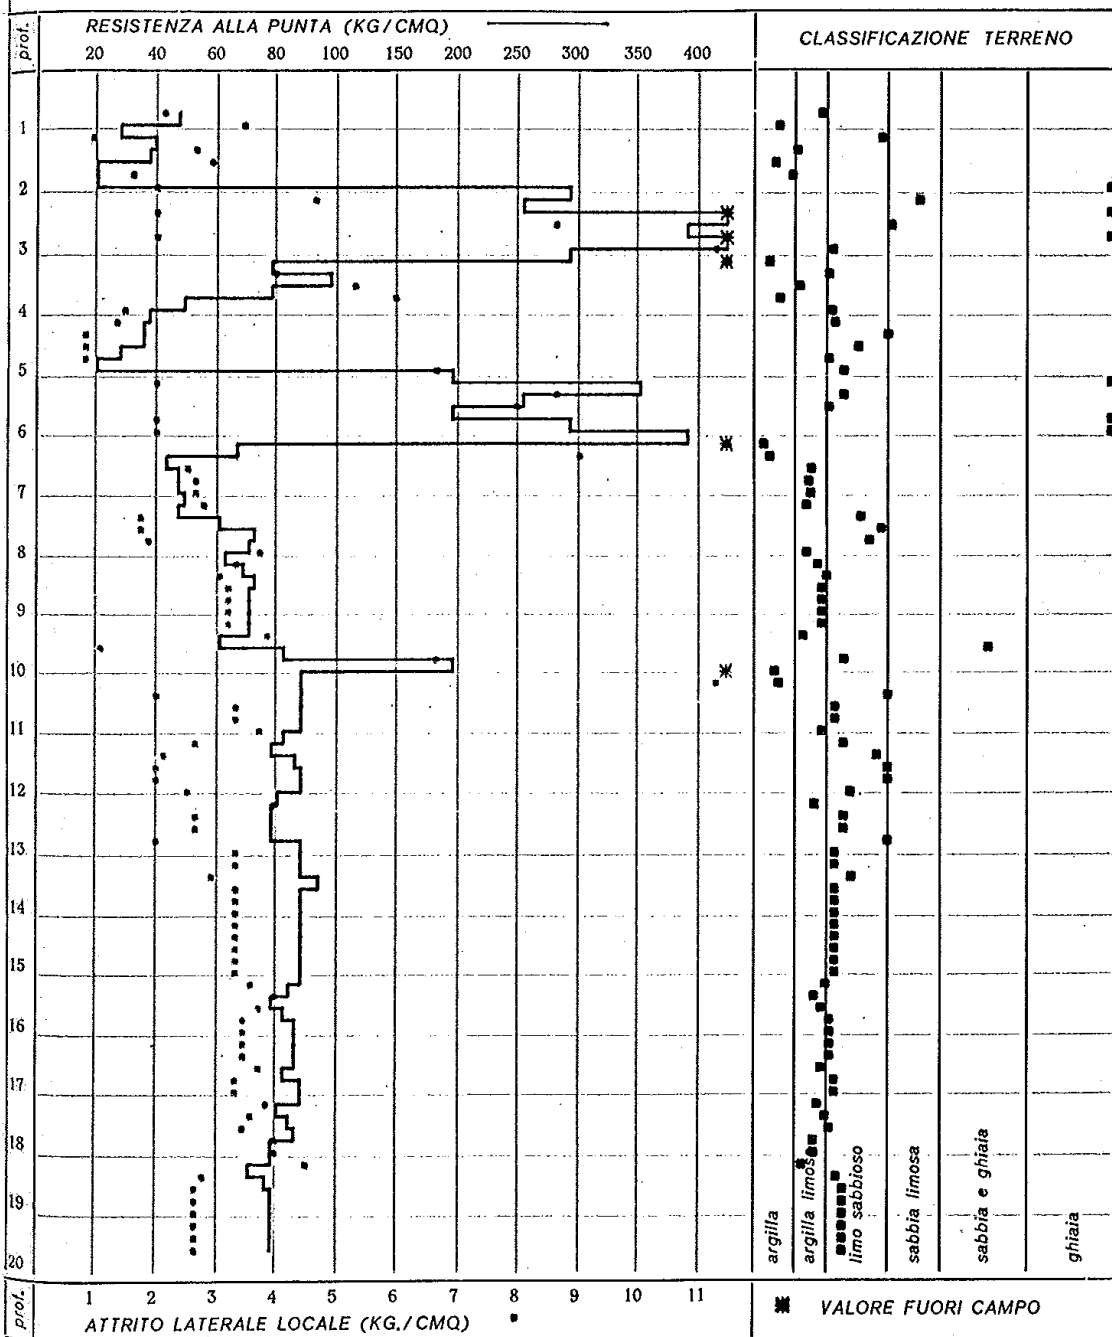 prof.
RESISTENZA ALLA PUNTA (KG/CMQ)
20 40 60 80 100 150 200 250 300 350 400
CLASSIFICAZIONE TERRENO
1
2
3
4
5
6
7
8
9
10
11
12
13
14
15
16
17
18
19
20
argilla
argilla limosa
limo sabbioso
sabbia limosa
sabbia e ghiaia
ghiaia
prof.
1 2 3 4 5 6 7 8 9 10 11
ATTRITO LATERALE LOCALE (KG./CMQ)
VALORE FUORI CAMPO